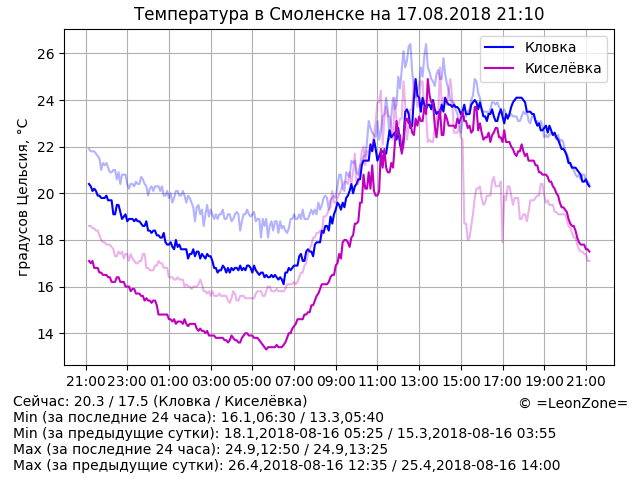 Температура в Смоленске на 17.08.2018 21:10
Кловка
Киселёвка
градусов Цельсия, °C
26
24
22
20
18
16
14
21:00 23:00 01:00 03:00 05:00 07:00 09:00 11:00 13:00 15:00 17:00 19:00 21:00
Сейчас: 20.3 / 17.5 (Кловка / Киселёвка)
© =LeonZone=
Min (за последние 24 часа): 16.1,06:30 / 13.3,05:40
Min (за предыдущие сутки): 18.1,2018-08-16 05:25 / 15.3,2018-08-16 03:55
Max (за последние 24 часа): 24.9,12:50 / 24.9,13:25
Max (за предыдущие сутки): 26.4,2018-08-16 12:35 / 25.4,2018-08-16 14:00